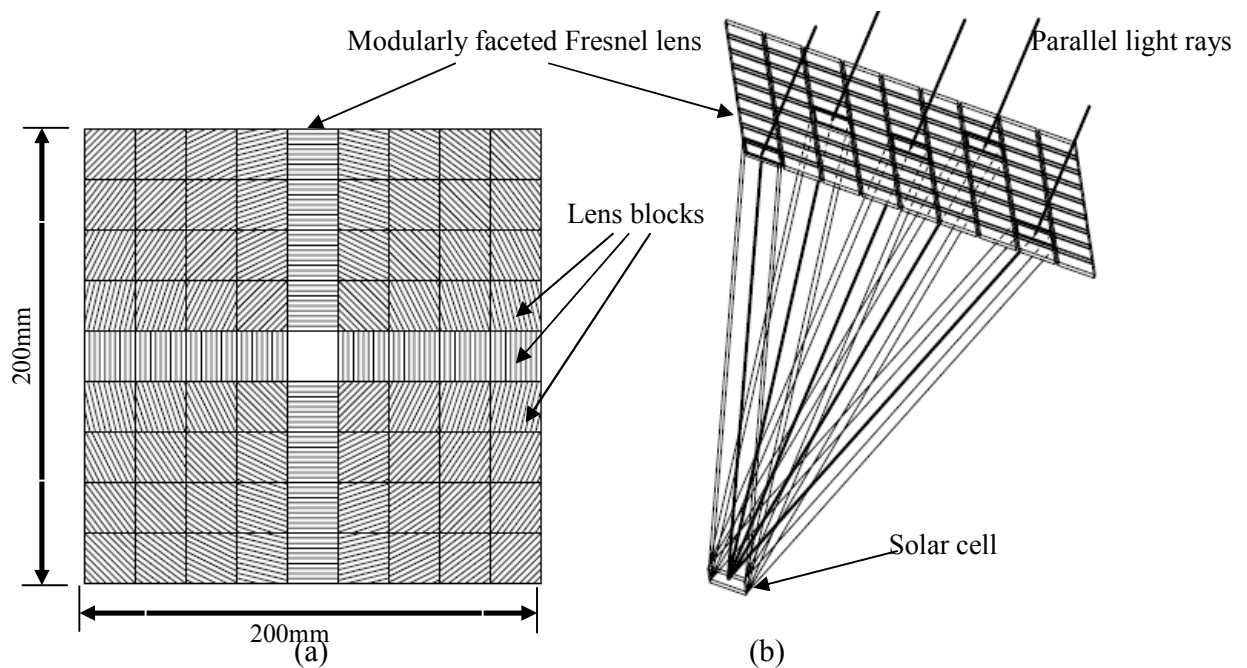 Modularly faceted Fresnel lens
Parallel light rays
Lens blocks
200mm
200mm
Solar cell
(a)
(b)